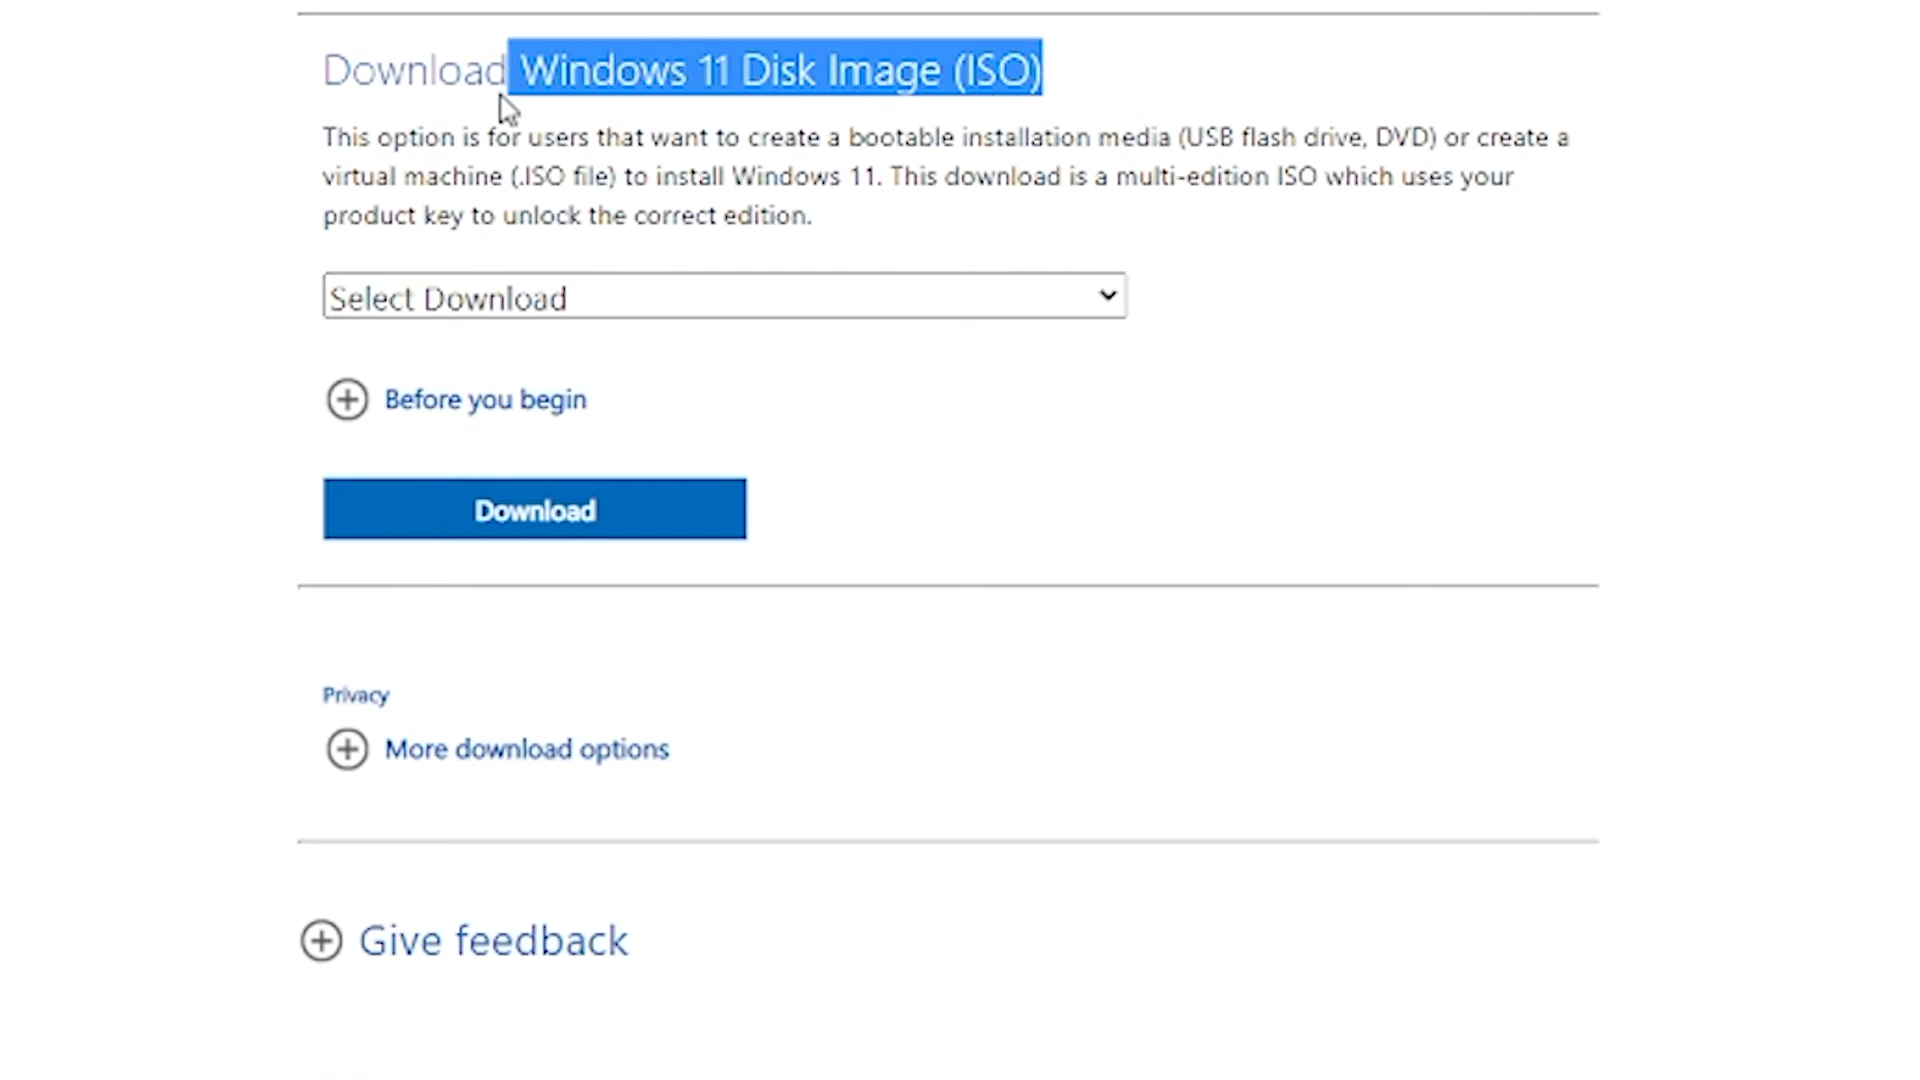 Download Windows 11 Disk Image (ISO)
This option is for users that want to create a bootable installation media (USB flash drive, DVD) or create a
virtual machine (.ISO file) to install Windows 11. This download is a multi-edition ISO which uses your
product key to unlock the correct edition.
Select Download
Before you begin
Download
Privacy
More download options
Give feedback